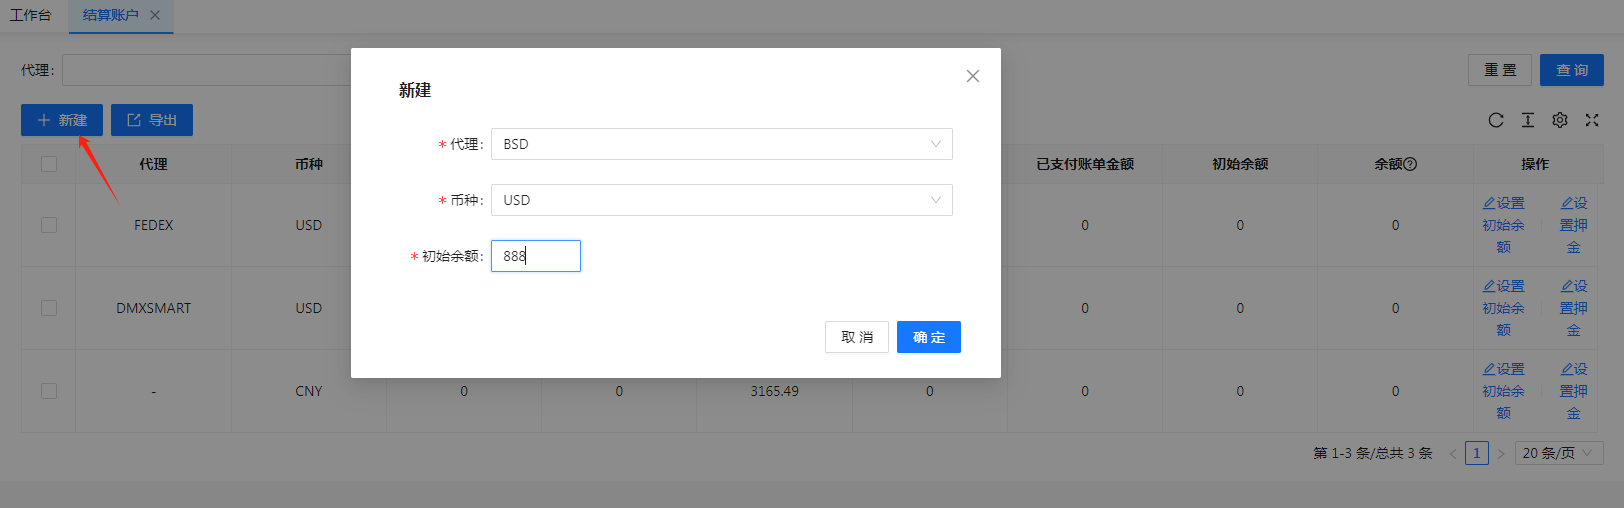 工作台 结算账户
代理:
重置 查询
新建 导出
新建
* 代理: BSD
* 币种: USD
* 初始余额: 888
取消 确定
代理 币种 已支付账单金额 初始余额 余额 操作
FEDEX USD 0 0 0 设置初始余额 设置押金
DMXSMART USD 0 0 0 设置初始余额 设置押金
- CNY 0 0 3165.49 0 0 0 0 设置初始余额 设置押金
第 1-3 条/总共 3 条 < 1 > 20 条/页